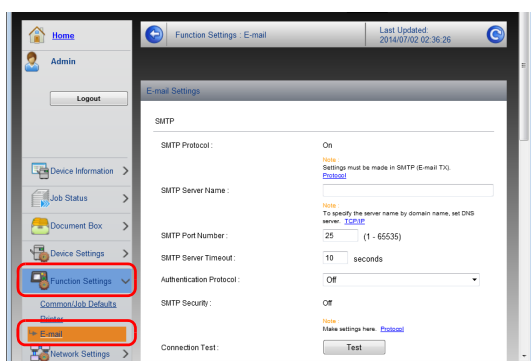 Home
Admin
Logout
Device Information
Job Status
Document Box
Device Settings
Function Settings
Common/Job Defaults
Printer
E-mail
Network Settings
Function Settings : E-mail
Last Updated:
2014/07/02 02:36:26
E-mail Settings
SMTP
SMTP Protocol :
On
Note :
Settings must be made in SMTP (E-mail TX).
Protocol
SMTP Server Name :
Note :
To specify the server name by domain name, set DNS
server. TCP/IP
SMTP Port Number :
25 (1 - 65535)
SMTP Server Timeout :
10 seconds
Authentication Protocol :
Off
SMTP Security :
Off
Note :
Make settings here. Protocol
Connection Test :
Test